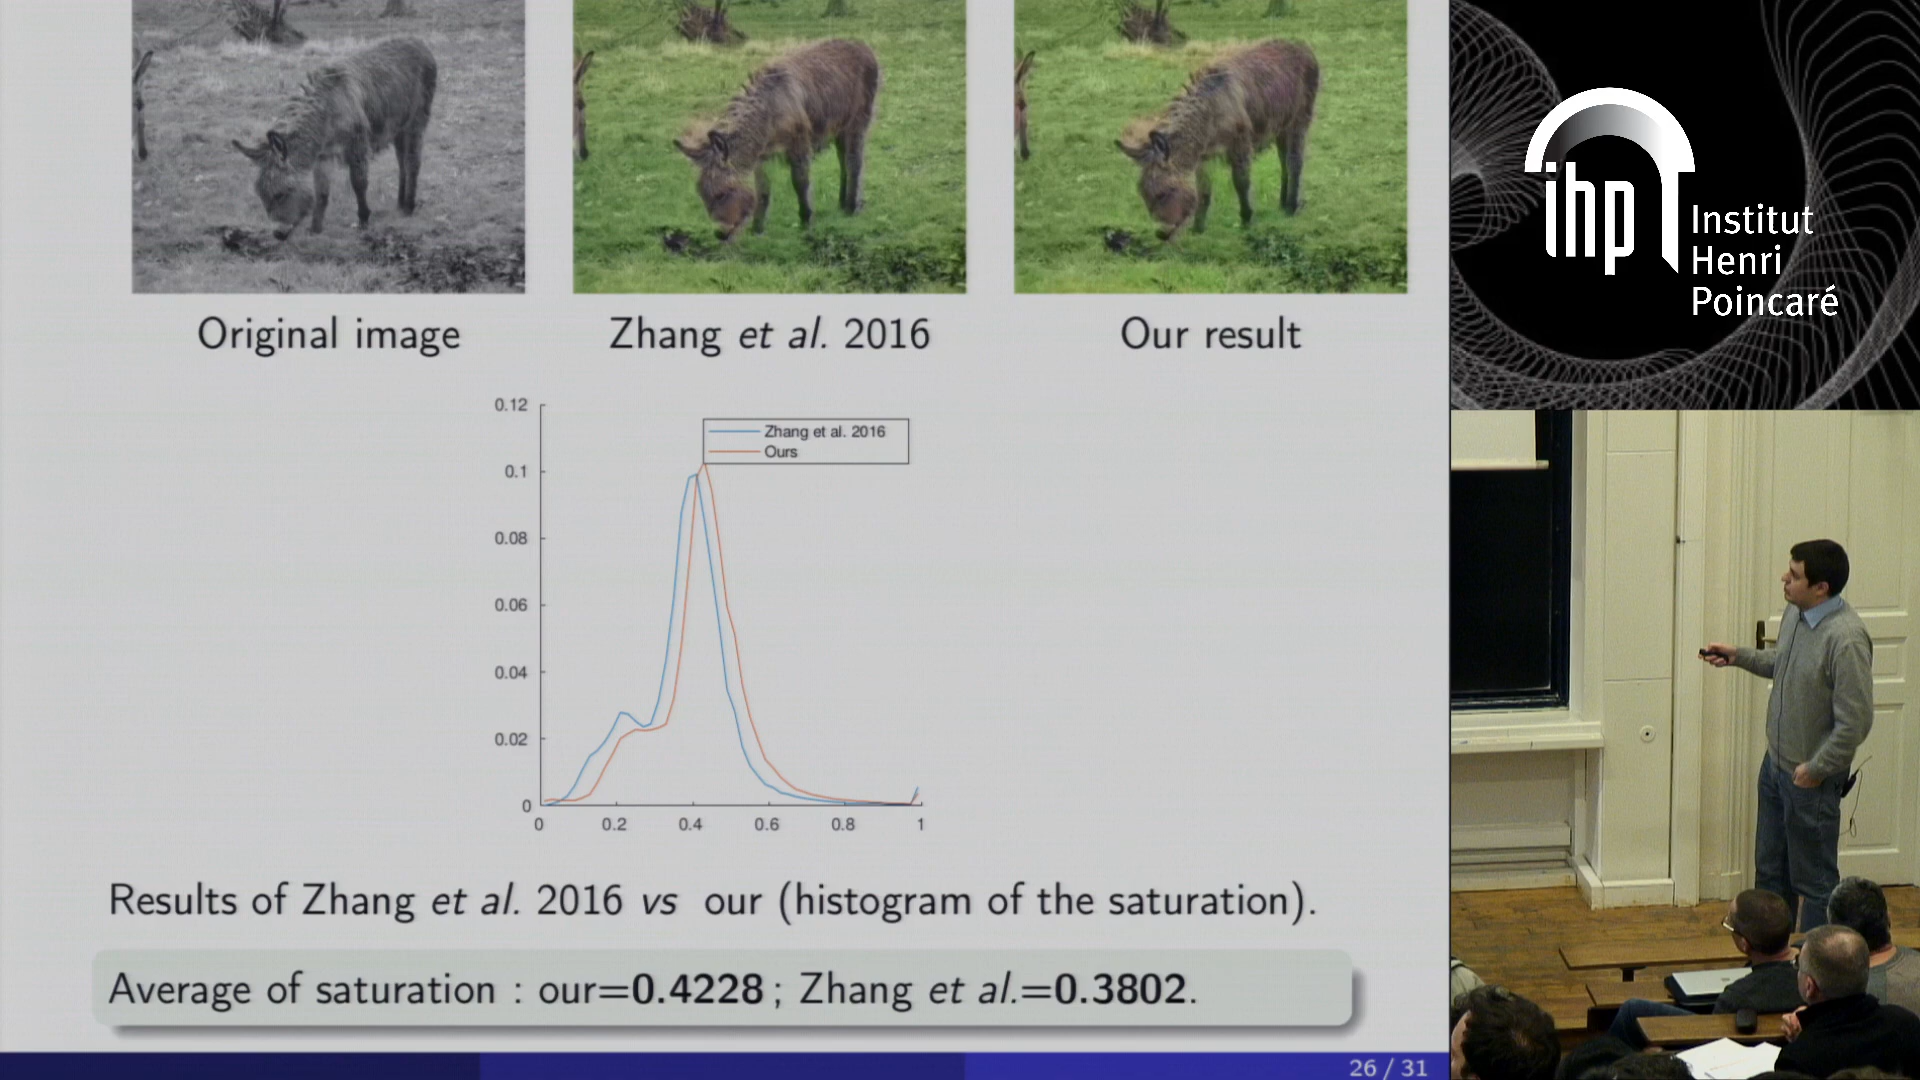 Original image
Zhang et al. 2016
Our result
0.12
0.1
0.08
0.06
0.04
0.02
0
0
0.2
0.4
0.6
0.8
1
Zhang et al. 2016
Ours
Results of Zhang et al. 2016 vs our (histogram of the saturation).
Average of saturation : our=0.4228 ; Zhang et al.=0.3802.
26 / 31
ihp
Institut
Henri
Poincaré